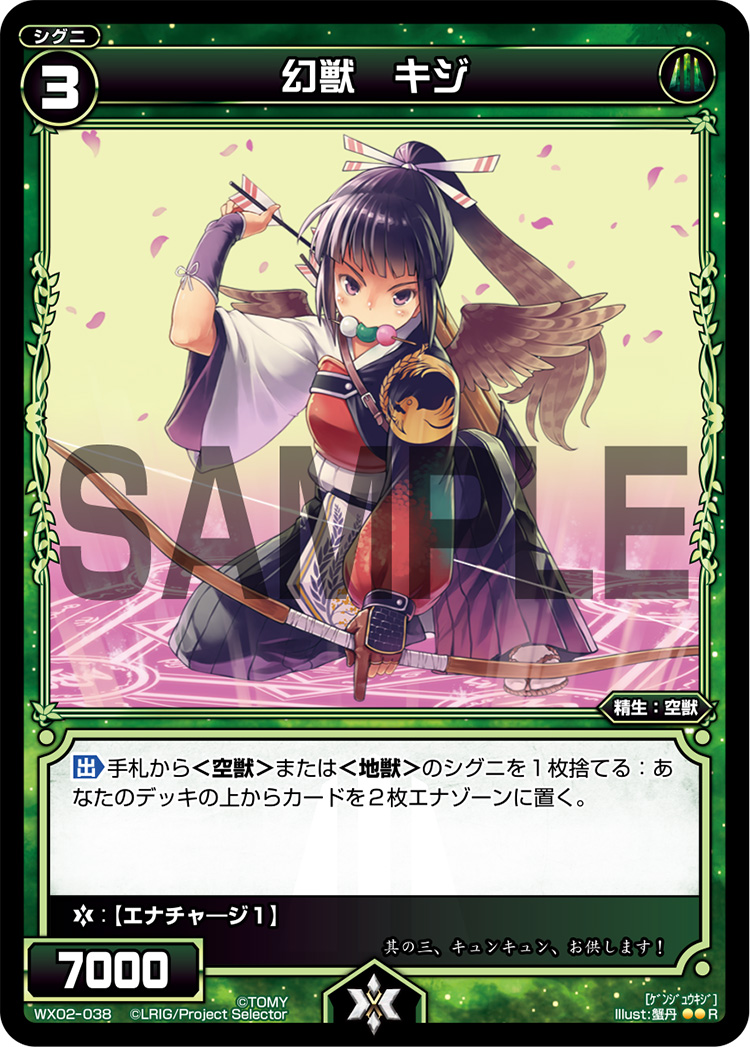 シグニ
3
幻獣　キジ
SAMPLE
精生：空獣
出 手札から＜空獣＞または＜地獣＞のシグニを１枚捨てる：あ
なたのデッキの上からカードを２枚エナゾーンに置く。
：【エナチャージ１】
其の三、キュンキュン、お供します！
7000
©TOMY
WX02-038 ©LRIG/Project Selector
[ｹﾞﾝｼﾞｭｳｷｼﾞ]
Illust:蟹丹 R